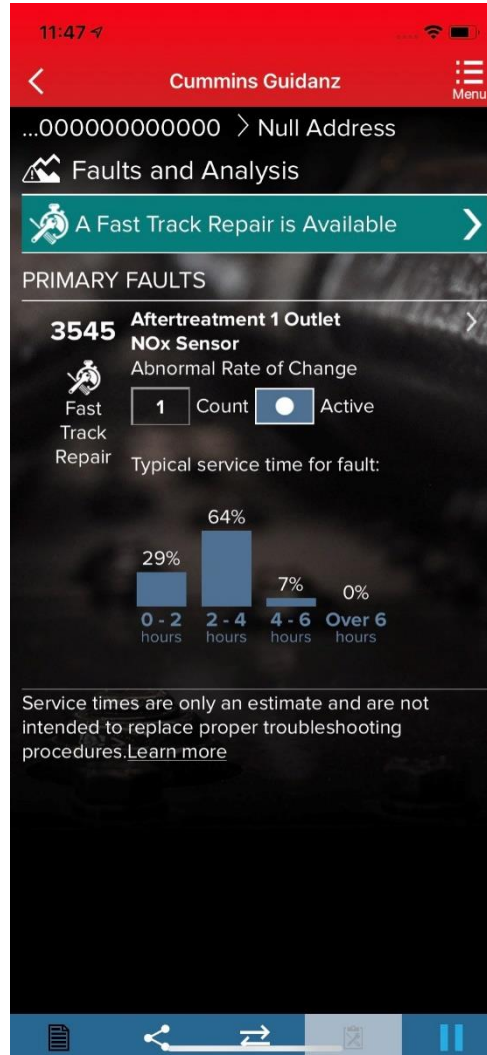 11:47
Cummins Guidanz
Menu
...000000000000 > Null Address
Faults and Analysis
A Fast Track Repair is Available
PRIMARY FAULTS
3545
Aftertreatment 1 Outlet
NOx Sensor
Abnormal Rate of Change
Fast
Track
Repair
1 Count Active
Typical service time for fault:
29% 64% 7% 0%
0 - 2 2 - 4 4 - 6 Over 6
hours hours hours hours
Service times are only an estimate and are not
intended to replace proper troubleshooting
procedures.Learn more